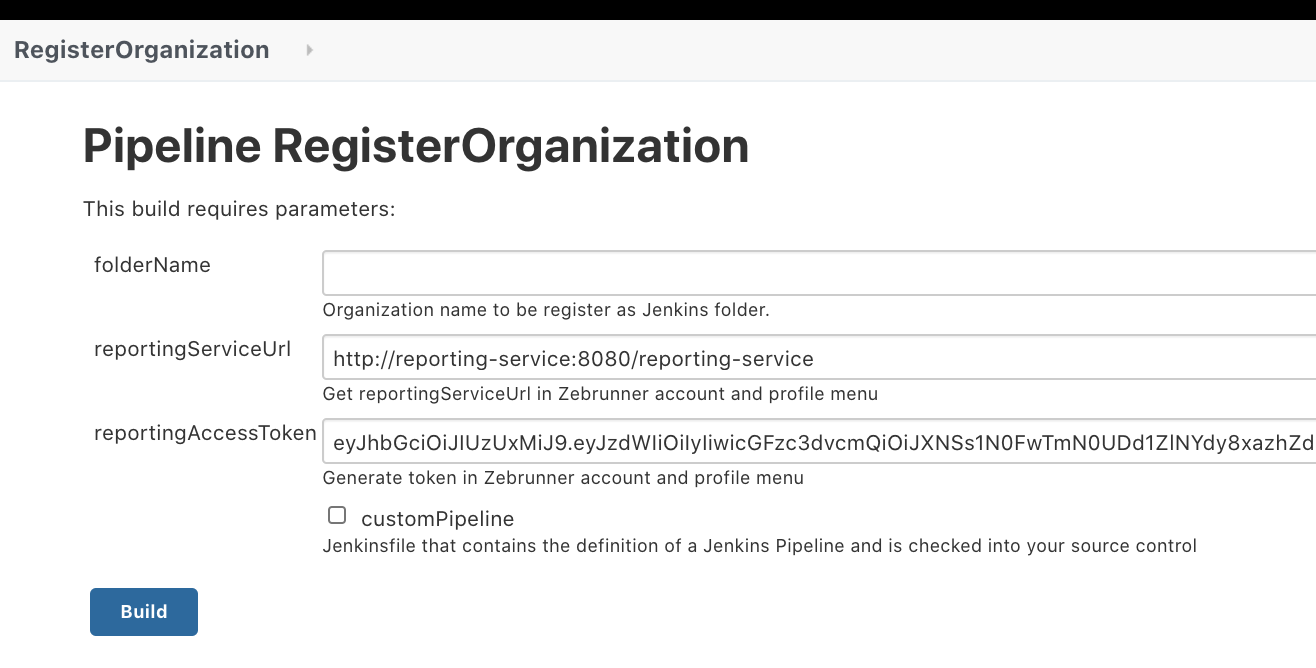 RegisterOrganization
Pipeline RegisterOrganization
This build requires parameters:
folderName
Organization name to be register as Jenkins folder.
reportingServiceUrl
http://reporting-service:8080/reporting-service
Get reportingServiceUrl in Zebrunner account and profile menu
reportingAccessToken
eyJhbGciOiJIUzUxMiJ9.eyJzdWIiOiIyIiwicGFzc3dvcmQiOiJXNSs1N0FwTmN0UDd1ZlNYdy8xazhZd
Generate token in Zebrunner account and profile menu
customPipeline
Jenkinsfile that contains the definition of a Jenkins Pipeline and is checked into your source control
Build